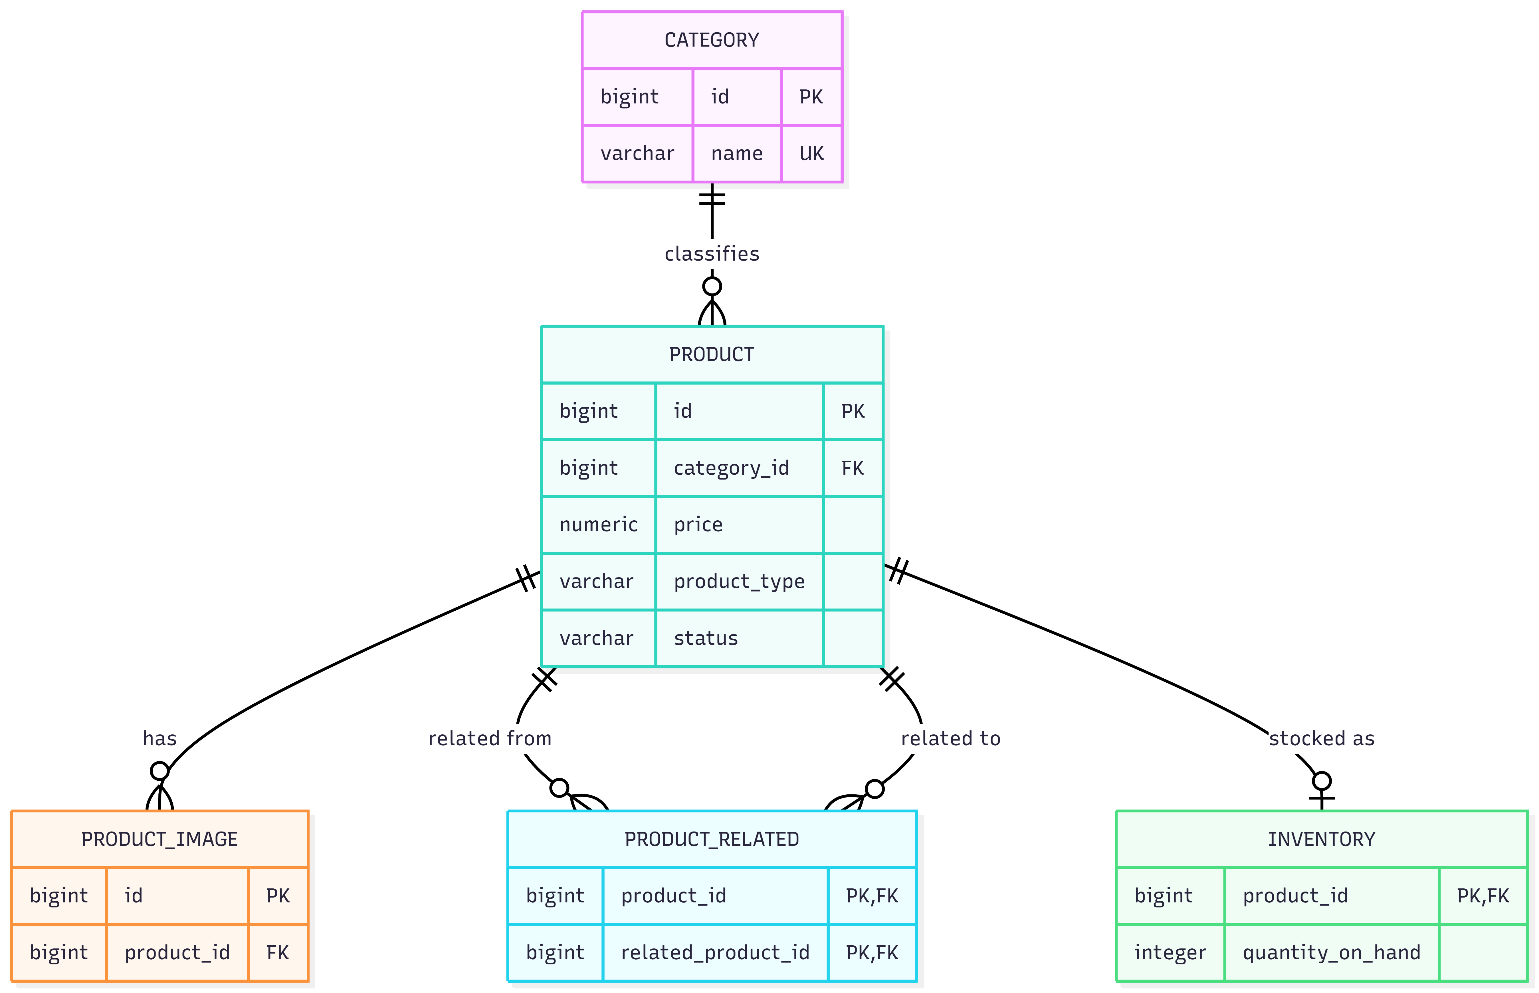 CATEGORY
bigint id PK
varchar name UK
classifies
PRODUCT
bigint id PK
bigint category_id FK
numeric price
varchar product_type
varchar status
has
related from
related to
stocked as
PRODUCT_IMAGE
bigint id PK
bigint product_id FK
PRODUCT_RELATED
bigint product_id PK,FK
bigint related_product_id PK,FK
INVENTORY
bigint product_id PK,FK
integer quantity_on_hand